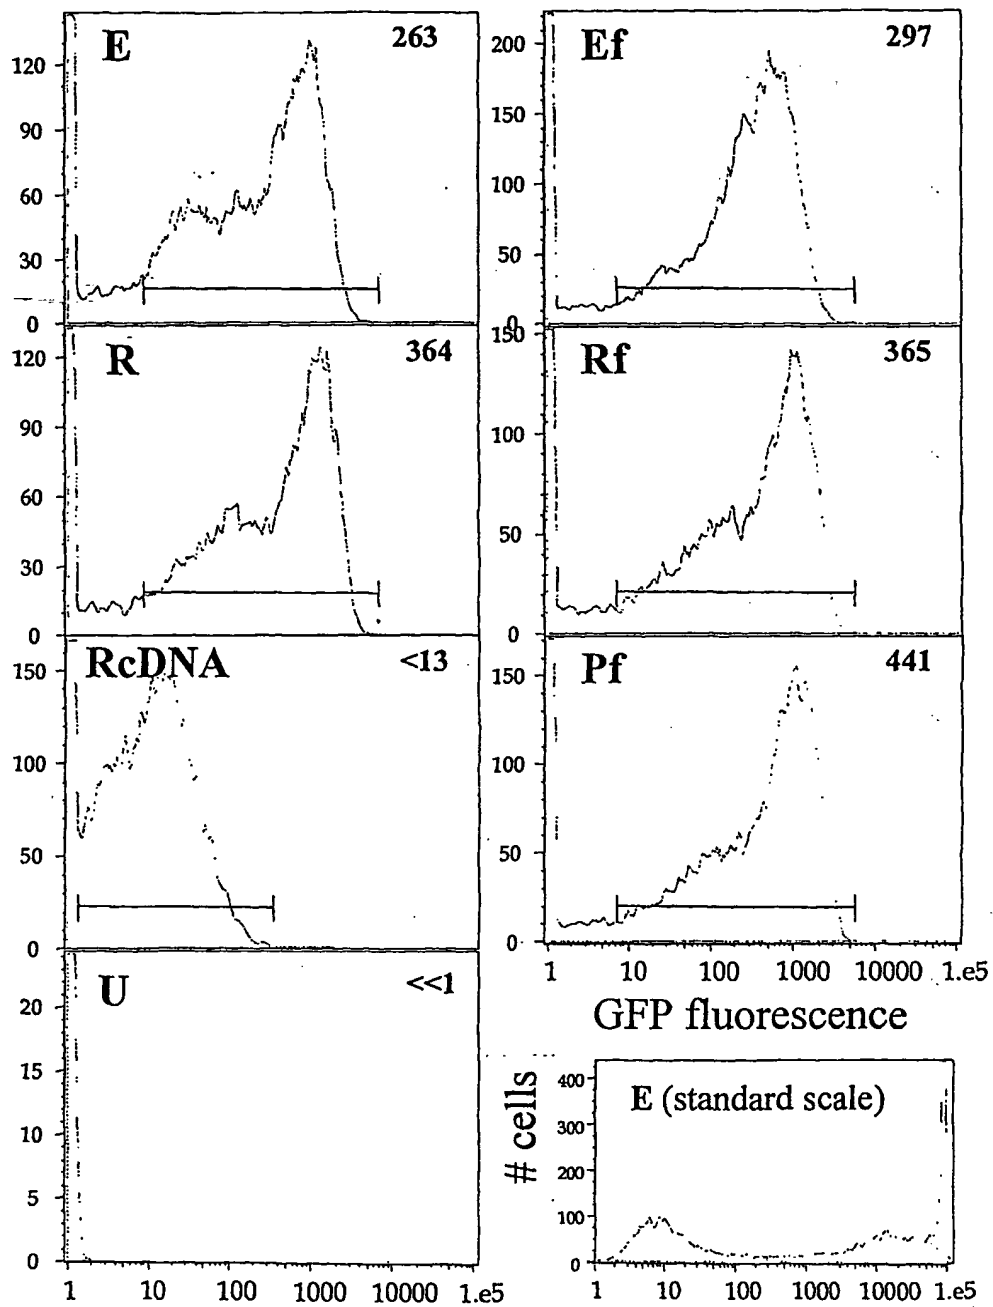 E 263
120
90
60
30
0
Ef 297
200
150
100
50
0
R 364
120
90
60
30
0
Rf 365
150
100
50
0
RcDNA <13
150
100
50
0
Pf 441
150
100
50
0
1 10 100 1000 10000 1.e5
GFP fluorescence
U <<1
20
15
10
5
0
1 10 100 1000 10000 1.e5
# cells
E (standard scale)
400
300
200
100
0
1 10 100 1000 10000 1.e5